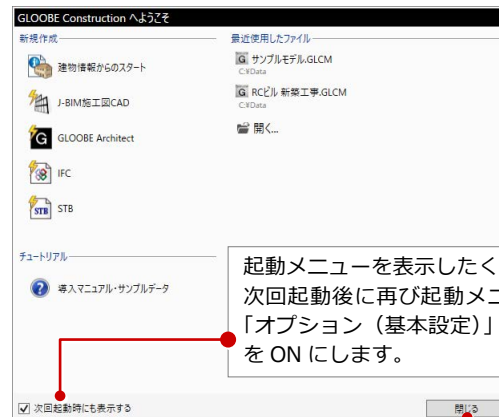 GLOOBE Construction へようこそ
新規作成
建物情報からのスタート
J-BIM施工図CAD
GLOOBE Architect
IFC
STB
チュートリアル
導入マニュアル・サンプルデータ
最近使用したファイル
サンプルモデル.GLCM
C:¥Data
RCビル 新築工事.GLCM
C:¥Data
開く...
起動メニューを表示したく
次回起動後に再び起動メニ
「オプション（基本設定）」
を ON にします。
次回起動時にも表示する
閉じる